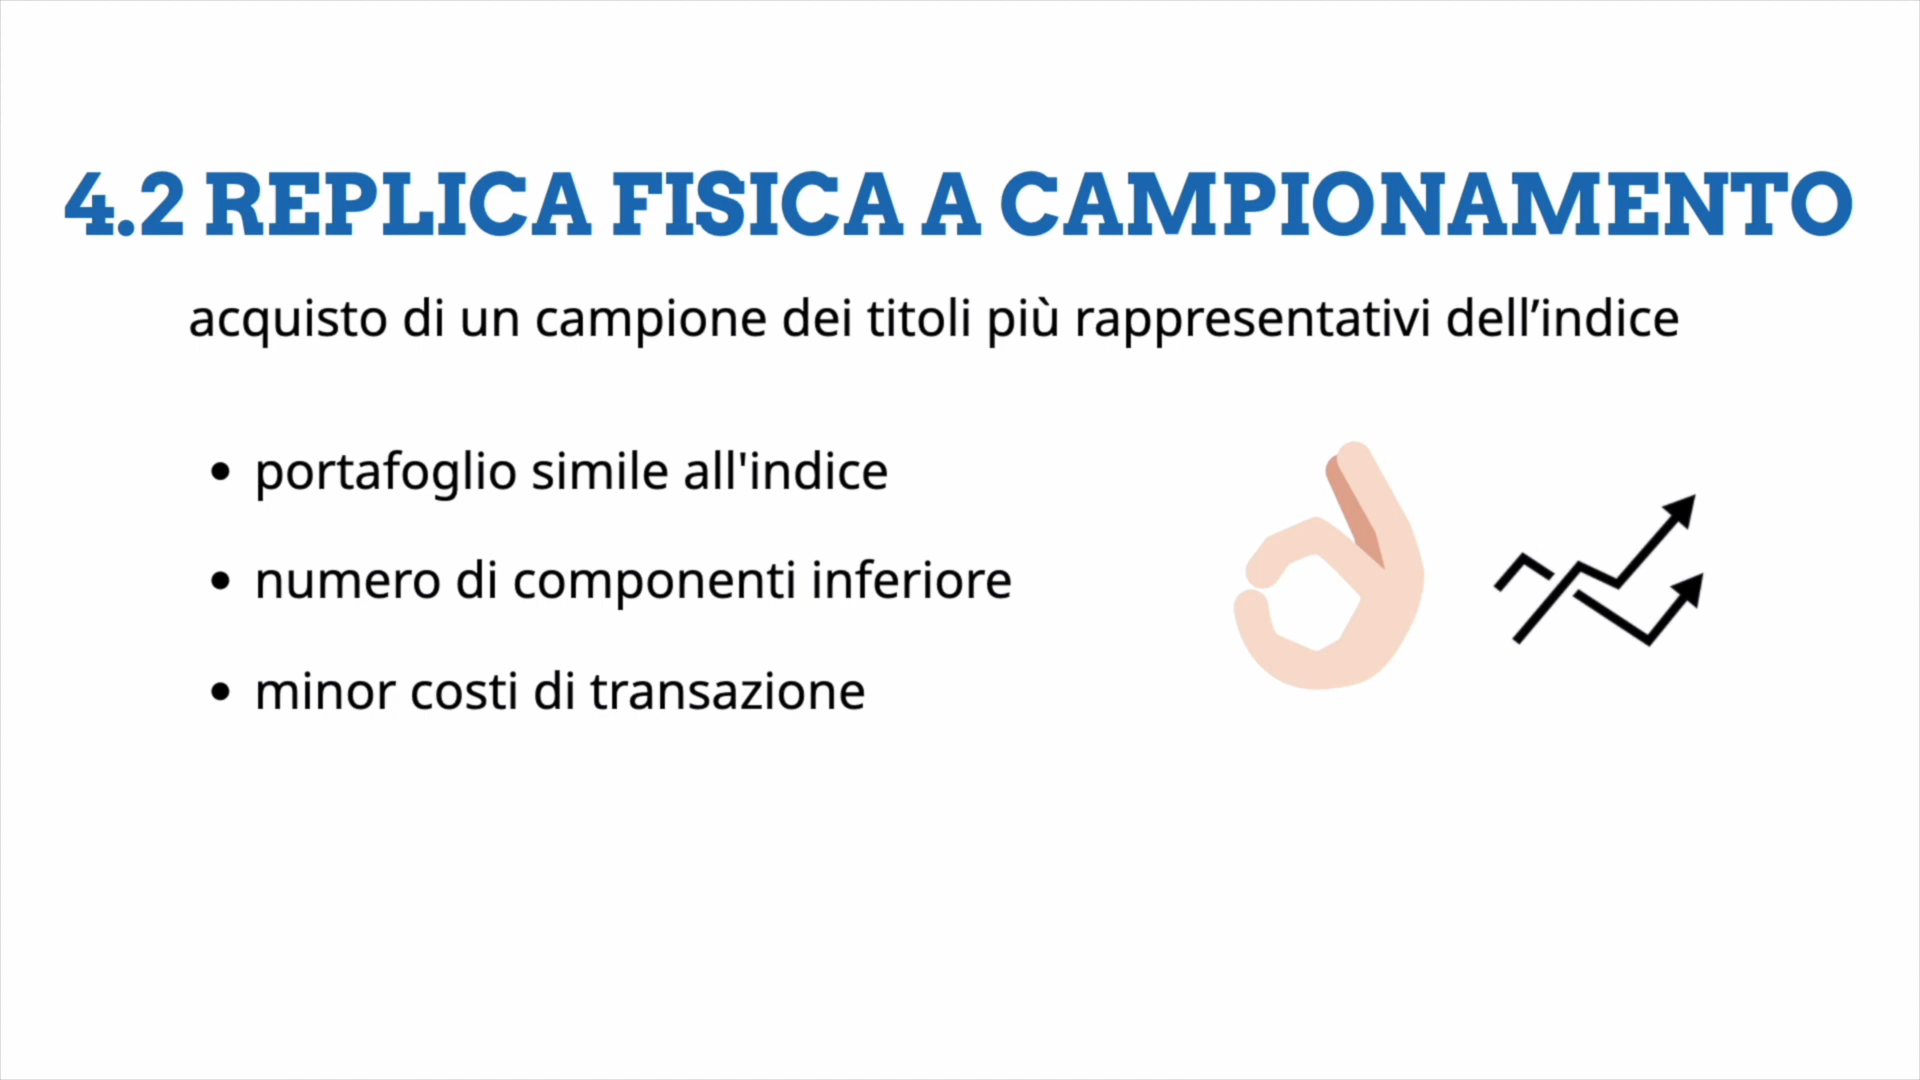 4.2 REPLICA FISICA A CAMPIONAMENTO
acquisto di un campione dei titoli più rappresentativi dell’indice
• portafoglio simile all'indice
• numero di componenti inferiore
• minor costi di transazione